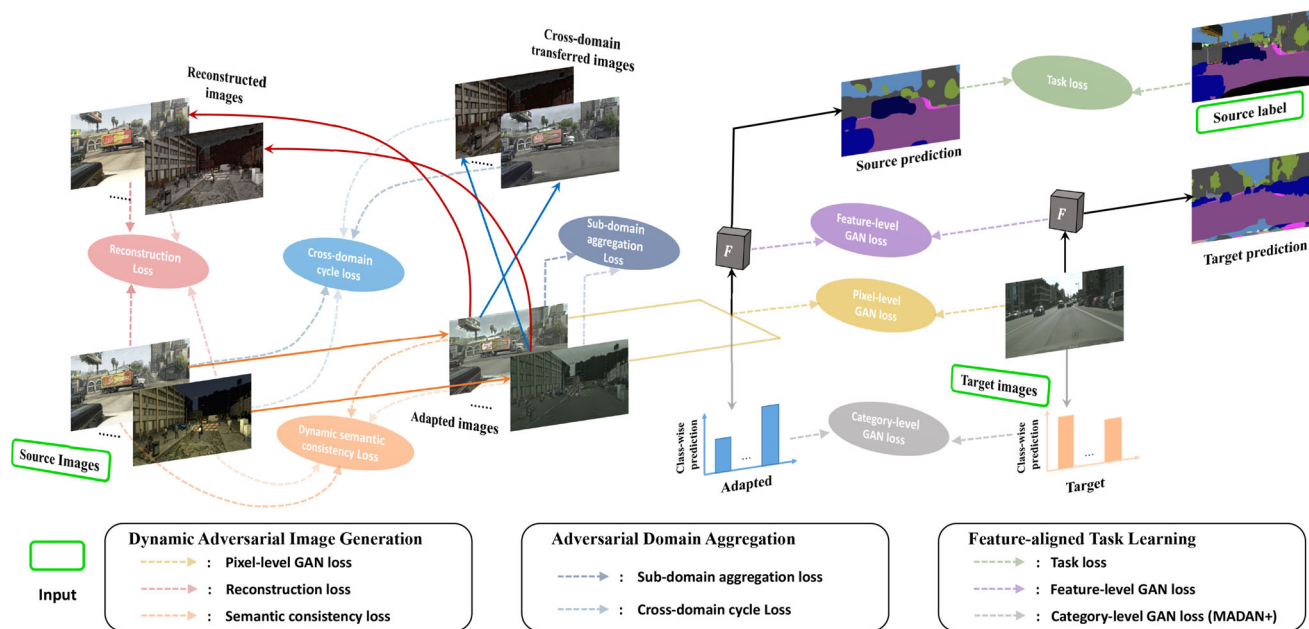 Cross-domain
transferred images
Reconstructed
images
......
......
Reconstruction
Loss
Cross-domain
cycle loss
Sub-domain
aggregation
Loss
Source prediction
Task loss
Source label
F
Feature-level
GAN loss
F
Target prediction
Pixel-level
GAN loss
Target images
......
Source Images
Dynamic semantic
consistency Loss
......
Adapted images
Class-wise
prediction
...
Adapted
Category-level
GAN loss
Class-wise
prediction
...
Target
Input
Dynamic Adversarial Image Generation
: Pixel-level GAN loss
: Reconstruction loss
: Semantic consistency loss
Adversarial Domain Aggregation
: Sub-domain aggregation loss
: Cross-domain cycle Loss
Feature-aligned Task Learning
: Task loss
: Feature-level GAN loss
: Category-level GAN loss (MADAN+)